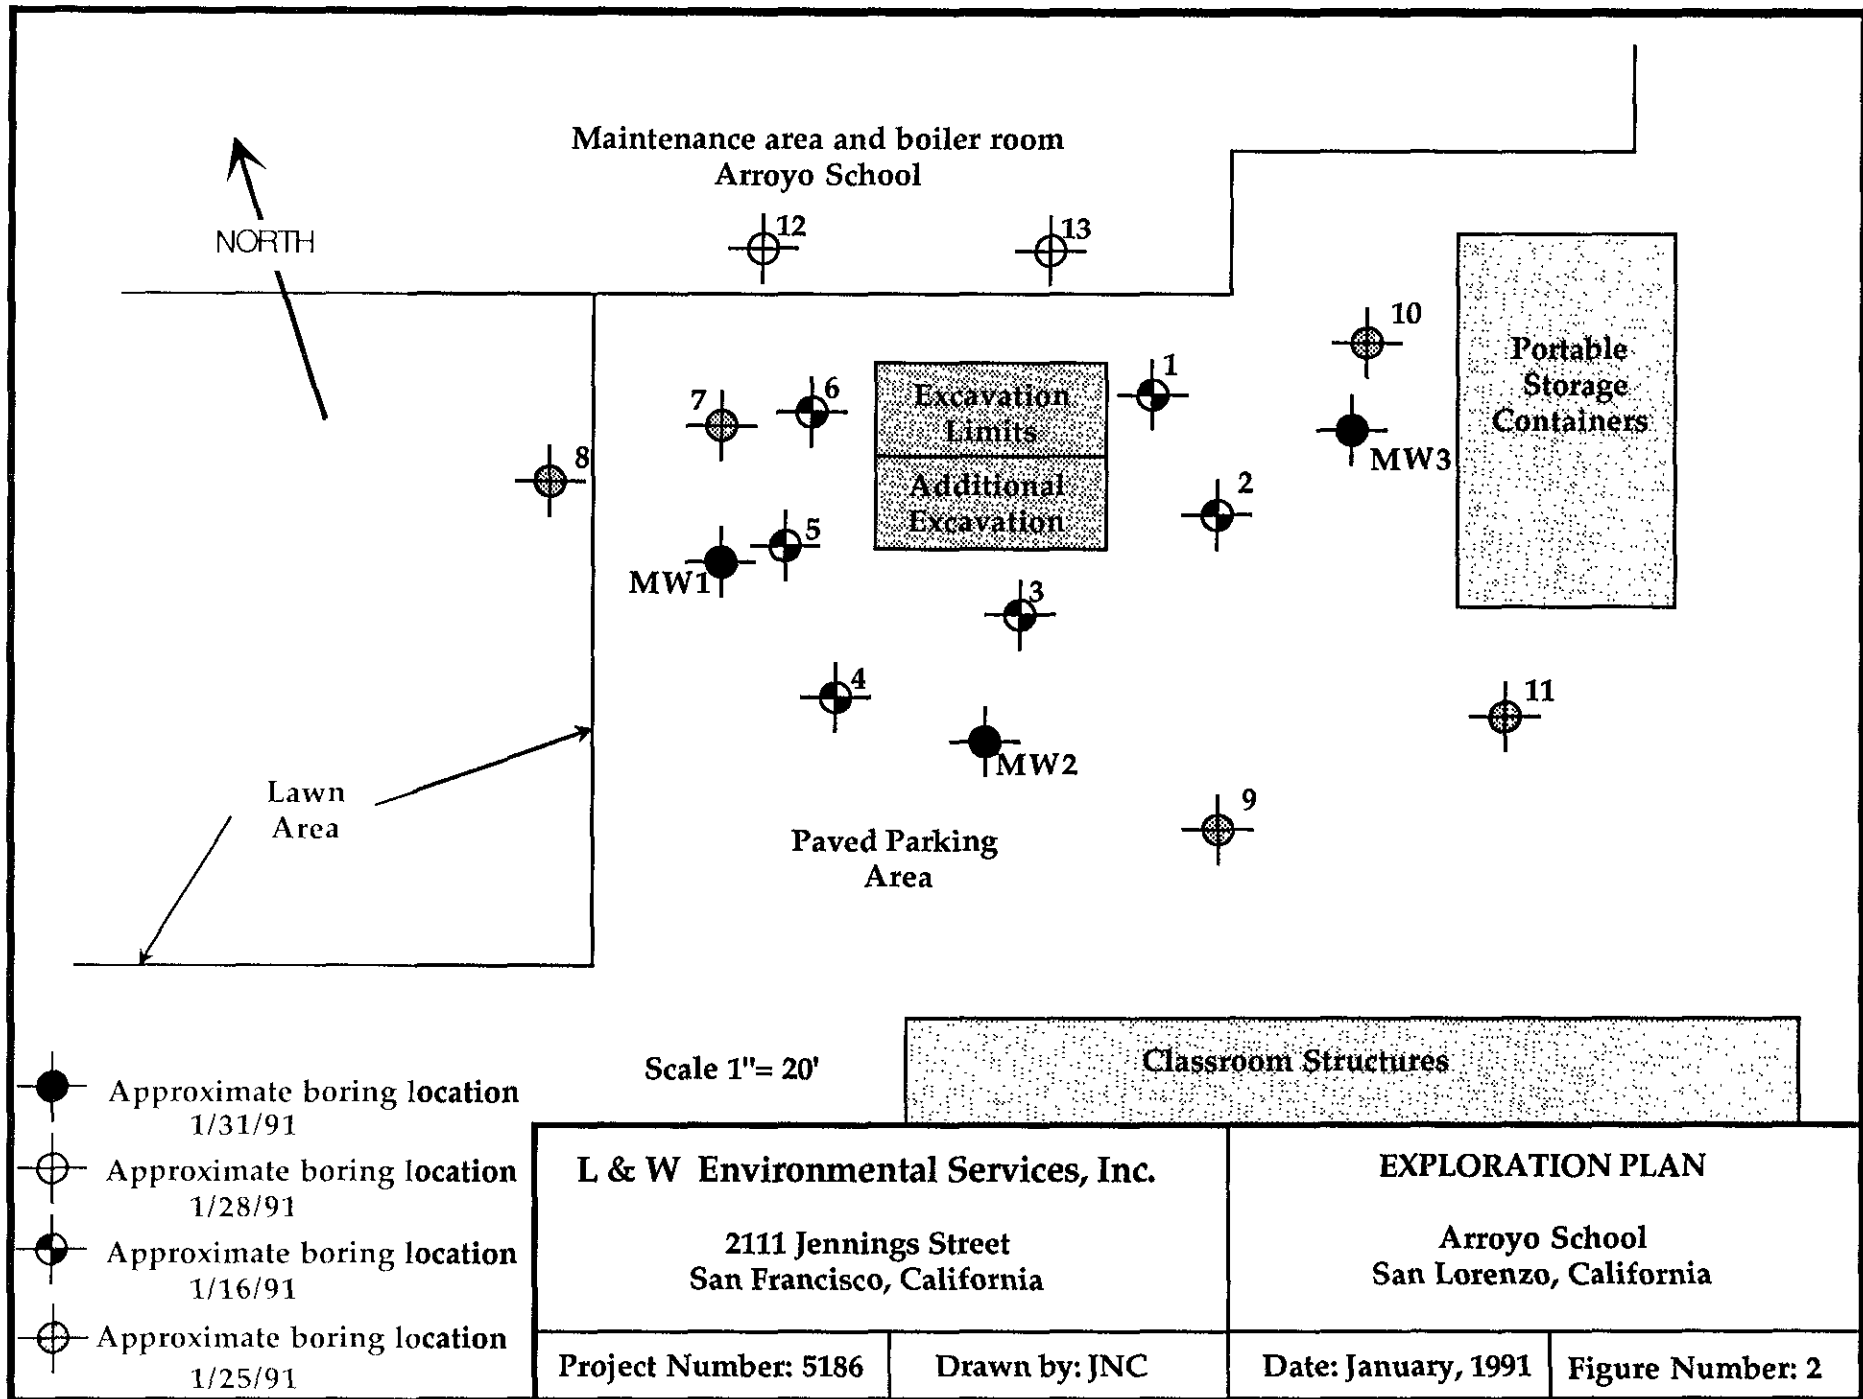 Maintenance area and boiler room
Arroyo School
NORTH
12
13
10
1
7
6
Excavation
Limits
Portable
Storage
Containers
8
MW3
Additional
Excavation
2
5
MW1
3
4
11
MW2
Lawn
Area
9
Paved Parking
Area
Scale 1"= 20'
Classroom Structures
Approximate boring location
1/31/91
Approximate boring location
1/28/91
Approximate boring location
1/16/91
Approximate boring location
1/25/91
L & W Environmental Services, Inc.
2111 Jennings Street
San Francisco, California
EXPLORATION PLAN
Arroyo School
San Lorenzo, California
Project Number: 5186
Drawn by: JNC
Date: January, 1991
Figure Number: 2